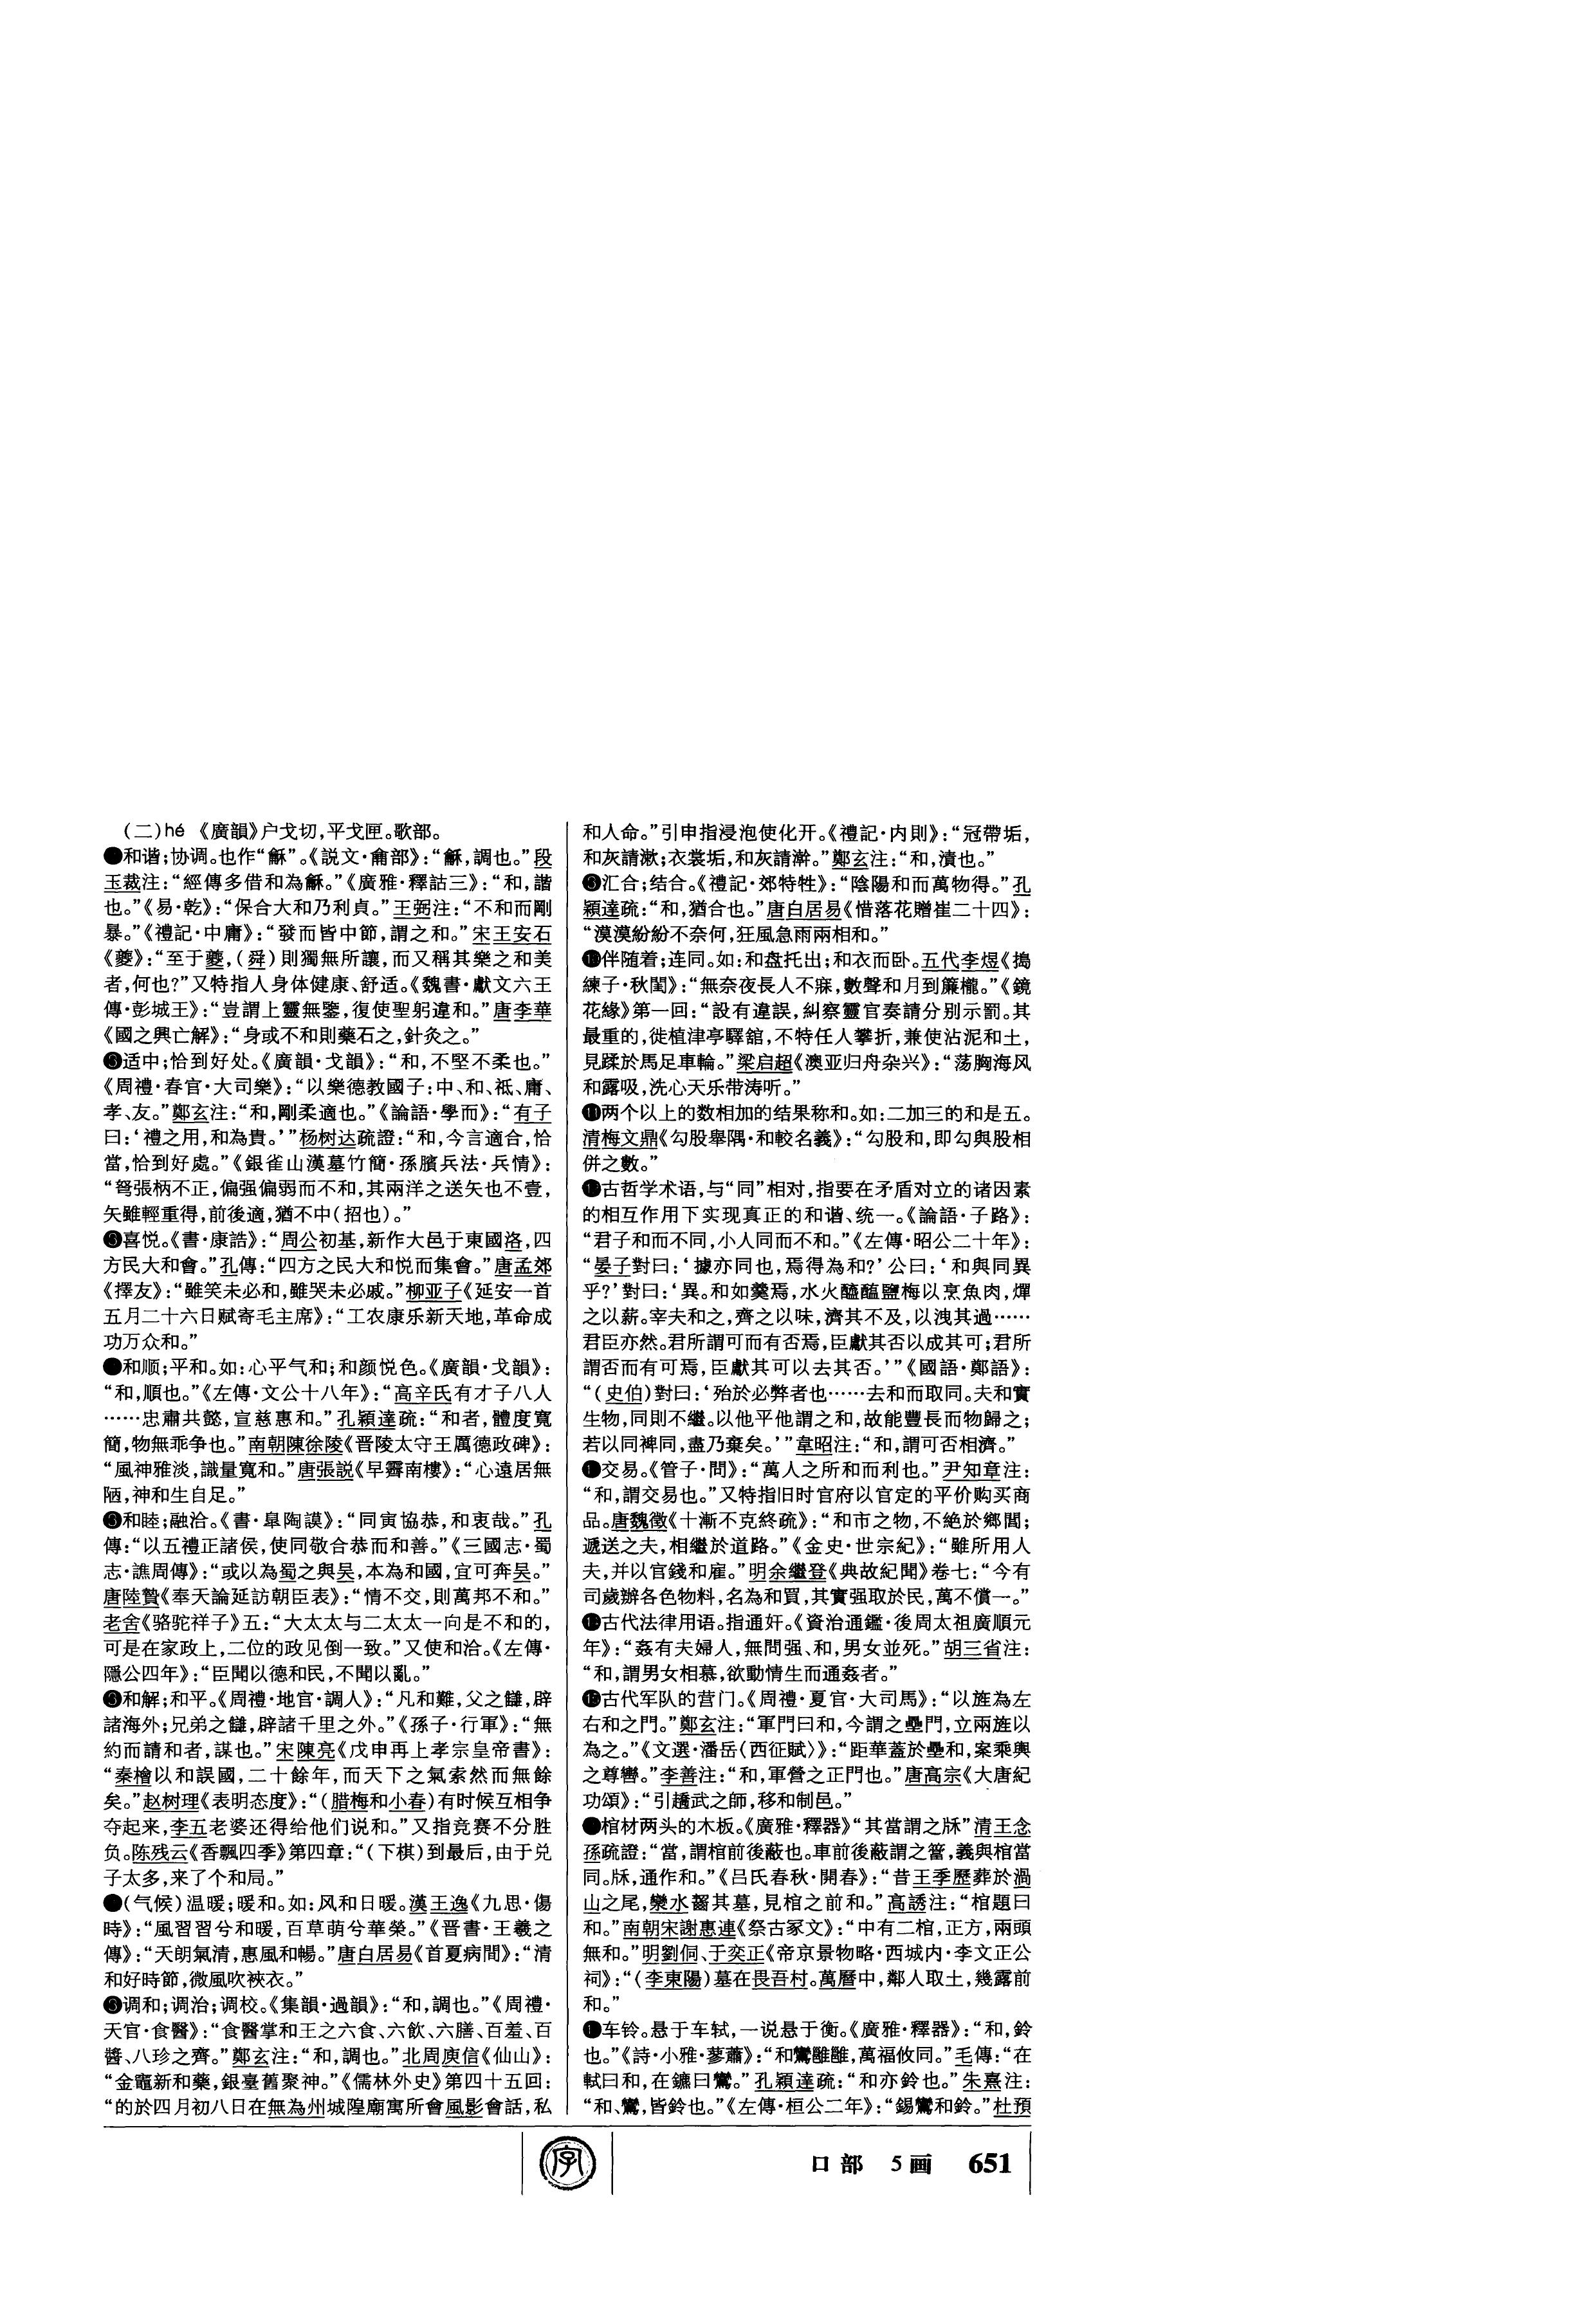 （二）hé 《廣韻》户戈切，平戈匣。歌部。
和谐；协调。也作“龢”。《説文·龠部》：“龢，調也。”段
玉裁注：“經傳多借和為龢。”《廣雅·釋詁三》：“和，諧
也。”《易·乾》：“保合大和乃利貞。”王弼注：“不和而剛
暴。”《禮記·中庸》：“發而皆中節，謂之和。”宋王安石
《夔》：“至于夔，（舜）則獨無所讓，而又稱其樂之和美
者，何也？”又特指人身体健康、舒适。《魏書·獻文六王
傳·彭城王》：“豈謂上靈無鑒，復使聖躬違和。”唐李華
《國之興亡解》：“身或不和則藥石之，針灸之。”
适中；恰到好处。《廣韻·戈韻》：“和，不堅不柔也。”
《周禮·春官·大司樂》：“以樂德教國子：中、和、祗、庸、
孝、友。”鄭玄注：“和，剛柔適也。”《論語·學而》：“有子
曰：‘禮之用，和為貴。’”杨树达疏證：“和，今言適合，恰
當，恰到好處。”《銀雀山漢墓竹簡·孫臏兵法·兵情》：
“弩張柄不正，偏强偏弱而不和，其兩洋之送矢也不壹，
矢雖輕重得，前後適，猶不中（招也）。”
喜悦。《書·康誥》：“周公初基，新作大邑于東國洛，四
方民大和會。”孔傳：“四方之民大和悦而集會。”唐孟郊
《擇友》：“雖笑未必和，雖哭未必戚。”柳亚子《延安一首
五月二十六日赋寄毛主席》：“工农康乐新天地，革命成
功万众和。”
和顺；平和。如：心平气和；和颜悦色。《廣韻·戈韻》：
“和，順也。”《左傳·文公十八年》：“高辛氏有才子八人
……忠肅共懿，宣慈惠和。”孔穎達疏：“和者，體度寬
簡，物無乖争也。”南朝陳徐陵《晋陵太守王厲德政碑》：
“風神雅淡，識量寬和。”唐張説《早霽南樓》：“心遠居無
陋，神和生自足。”
和睦；融洽。《書·皐陶謨》：“同寅協恭，和衷哉。”孔
傳：“以五禮正諸侯，使同敬合恭而和善。”《三國志·蜀
志·譙周傳》：“或以為蜀之與吴，本為和國，宜可奔吴。”
唐陸贄《奉天論延訪朝臣表》：“情不交，則萬邦不和。”
老舍《骆驼祥子》五：“大太太与二太太一向是不和的，
可是在家政上，二位的政见倒一致。”又使和洽。《左傳·
隱公四年》：“臣聞以德和民，不聞以亂。”
和解；和平。《周禮·地官·調人》：“凡和難，父之讎，辟
諸海外；兄弟之讎，辟諸千里之外。”《孫子·行軍》：“無
約而請和者，謀也。”宋陳亮《戊申再上孝宗皇帝書》：
“秦檜以和誤國，二十餘年，而天下之氣索然而無餘
矣。”赵树理《表明态度》：“（腊梅和小春）有时候互相争
夺起来，李五老婆还得给他们说和。”又指竞赛不分胜
负。陈残云《香飘四季》第四章：“（下棋）到最后，由于兑
子太多，来了个和局。”
（气候）温暖；暖和。如：风和日暖。漢王逸《九思·傷
時》：“風習習兮和暖，百草萌兮華榮。”《晋書·王羲之
傳》：“天朗氣清，惠風和暢。”唐白居易《首夏病間》：“清
和好時節，微風吹裌衣。”
调和；调治；调校。《集韻·過韻》：“和，調也。”《周禮·
天官·食醫》：“食醫掌和王之六食、六飲、六膳、百羞、百
醬、八珍之齊。”鄭玄注：“和，調也。”北周庾信《仙山》：
“金竈新和藥，銀臺舊聚神。”《儒林外史》第四十五回：
“的於四月初八日在無為州城隍廟寓所會風影會話，私
和人命。”引申指浸泡使化开。《禮記·内則》：“冠帶垢，
和灰請漱；衣裳垢，和灰請澣。”鄭玄注：“和，漬也。”
汇合；结合。《禮記·郊特牲》：“陰陽和而萬物得。”孔
穎達疏：“和，猶合也。”唐白居易《惜落花贈崔二十四》：
“漠漠紛紛不奈何，狂風急雨兩相和。”
伴随着；连同。如：和盘托出；和衣而卧。五代李煜《搗
練子·秋閨》：“無奈夜長人不寐，數聲和月到簾櫳。”《鏡
花緣》第一回：“設有違誤，糾察靈官奏請分别示罰。其
最重的，徙植津亭驛舘，不特任人攀折，兼使沾泥和土，
見蹂於馬足車輪。”梁启超《澳亚归舟杂兴》：“荡胸海风
和露吸，洗心天乐带涛听。”
两个以上的数相加的结果称和。如：二加三的和是五。
清梅文鼎《勾股舉隅·和較名義》：“勾股和，即勾與股相
併之數。”
古哲学术语，与“同”相对，指要在矛盾对立的诸因素
的相互作用下实现真正的和谐、统一。《論語·子路》：
“君子和而不同，小人同而不和。”《左傳·昭公二十年》：
“晏子對曰：‘據亦同也，焉得為和？’公曰：‘和與同異
乎？’對曰：‘異。和如羹焉，水火醯醢鹽梅以烹魚肉，燀
之以薪。宰夫和之，齊之以味，濟其不及，以洩其過……
君臣亦然。君所謂可而有否焉，臣獻其否以成其可；君所
謂否而有可焉，臣獻其可以去其否。’”《國語·鄭語》：
“（史伯）對曰：‘殆於必弊者也……去和而取同。夫和實
生物，同則不繼。以他平他謂之和，故能豐長而物歸之；
若以同裨同，盡乃棄矣。’”韋昭注：“和，謂可否相濟。”
交易。《管子·問》：“萬人之所和而利也。”尹知章注：
“和，謂交易也。”又特指旧时官府以官定的平价购买商
品。唐魏徵《十漸不克終疏》：“和市之物，不絶於鄉閭；
遞送之夫，相繼於道路。”《金史·世宗紀》：“雖所用人
夫，并以官錢和雇。”明余繼登《典故紀聞》卷七：“今有
司歲辦各色物料，名為和買，其實强取於民，萬不償一。”
古代法律用语。指通奸。《資治通鑑·後周太祖廣順元
年》：“姦有夫婦人，無問强、和，男女並死。”胡三省注：
“和，謂男女相慕，欲動情生而通姦者。”
古代军队的营门。《周禮·夏官·大司馬》：“以旌為左
右和之門。”鄭玄注：“軍門曰和，今謂之壘門，立兩旌以
為之。”《文選·潘岳〈西征賦〉》：“距華蓋於壘和，案乘輿
之尊轡。”李善注：“和，軍營之正門也。”唐高宗《大唐紀
功頌》：“引趫武之師，移和制邑。”
棺材两头的木板。《廣雅·釋器》“其當謂之㭒”清王念
孫疏證：“當，謂棺前後蔽也。車前後蔽謂之簹，義與棺當
同。㭒，通作和。”《吕氏春秋·開春》：“昔王季歷葬於渦
山之尾，欒水齧其墓，見棺之前和。”高誘注：“棺題曰
和。”南朝宋謝惠連《祭古冢文》：“中有二棺，正方，兩頭
無和。”明劉侗、于奕正《帝京景物略·西城内·李文正公
祠》：“（李東陽）墓在畏吾村。萬曆中，鄰人取土，幾露前
和。”
车铃。悬于车轼，一说悬于衡。《廣雅·釋器》：“和，鈴
也。”《詩·小雅·蓼蕭》：“和鸞雝雝，萬福攸同。”毛傳：“在
軾曰和，在鑣曰鸞。”孔穎達疏：“和亦鈴也。”朱熹注：
“和、鸞，皆鈴也。”《左傳·桓公二年》：“鍚鸞和鈴。”杜預
字
口部 5画 651